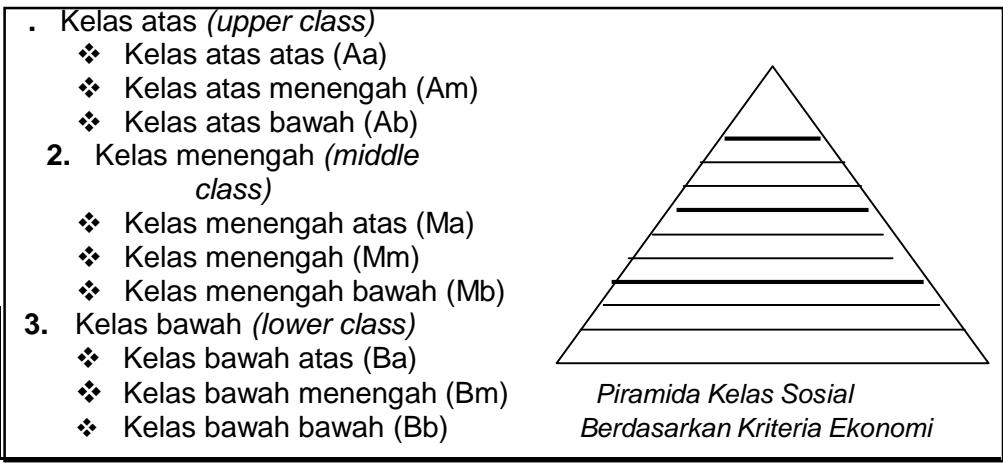 . Kelas atas (upper class)
❖ Kelas atas atas (Aa)
❖ Kelas atas menengah (Am)
❖ Kelas atas bawah (Ab)
2. Kelas menengah (middle
class)
❖ Kelas menengah atas (Ma)
❖ Kelas menengah (Mm)
❖ Kelas menengah bawah (Mb)
3. Kelas bawah (lower class)
❖ Kelas bawah atas (Ba)
❖ Kelas bawah menengah (Bm)
❖ Kelas bawah bawah (Bb)
Piramida Kelas Sosial
Berdasarkan Kriteria Ekonomi